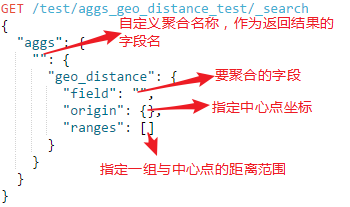 GET /test/aggs_geo_distance_test/_search
自定义聚合名称，作为返回结果的
字段名
{
"aggs": {
"": {
"geo_distance": {
"field": "",
要聚合的字段
"origin": {},
指定中心点坐标
"ranges": []
}
指定一组与中心点的距离范围
}
}
}